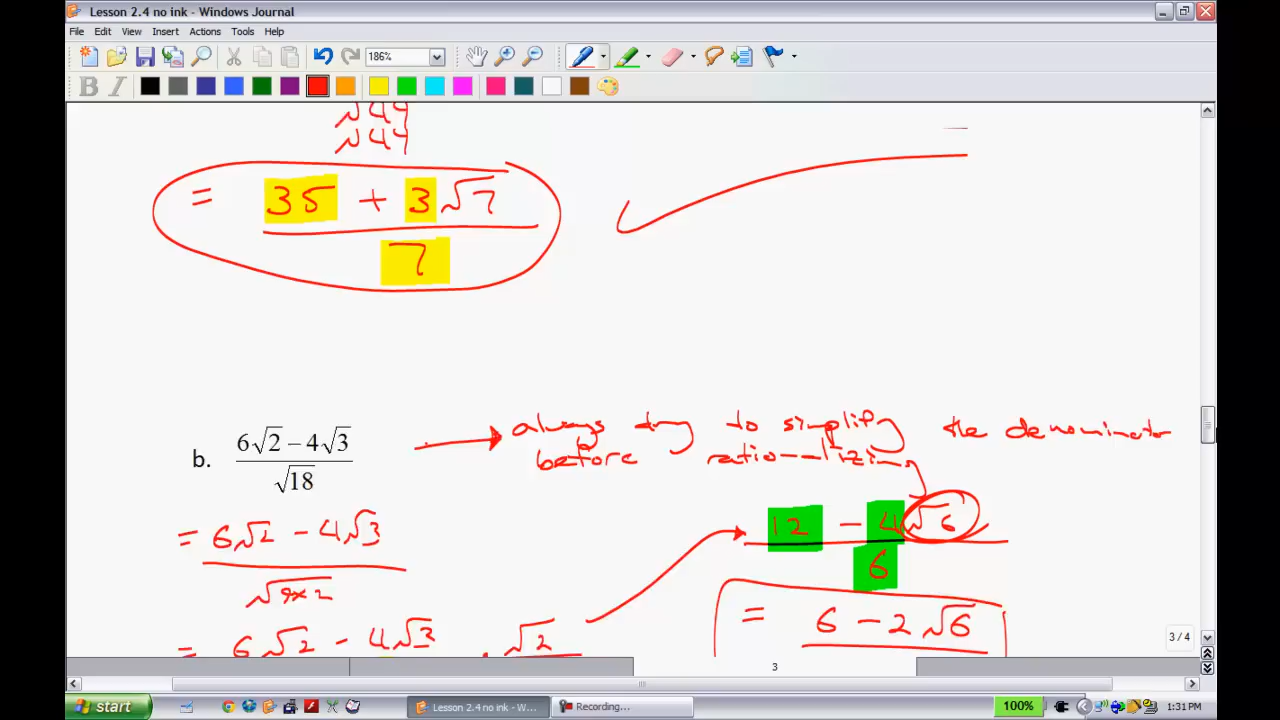 Lesson 2.4 no ink - Windows Journal
File Edit View Insert Actions Tools Help
186%
B I
√44
√44
= 35 + 3√7
7
b. 6√2 – 4√3
√18
always try to simplify the denominator
before rationalizing
= 6√2 – 4√3
√9×2
= 6√2 – 4√3 · √2
12 – 4√6
6
= 6 – 2√6
3/4
3
start
Lesson 2.4 no ink - W...
Recording...
100%
1:31 PM